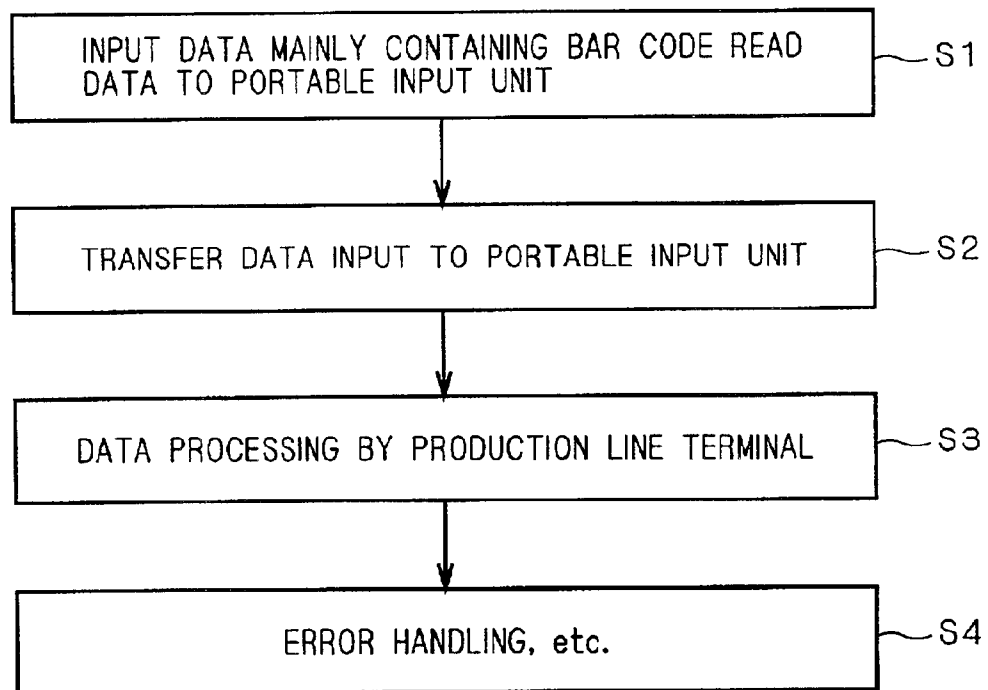 INPUT DATA MAINLY CONTAINING BAR CODE READ
DATA TO PORTABLE INPUT UNIT
S1
TRANSFER DATA INPUT TO PORTABLE INPUT UNIT
S2
DATA PROCESSING BY PRODUCTION LINE TERMINAL
S3
ERROR HANDLING, etc.
S4